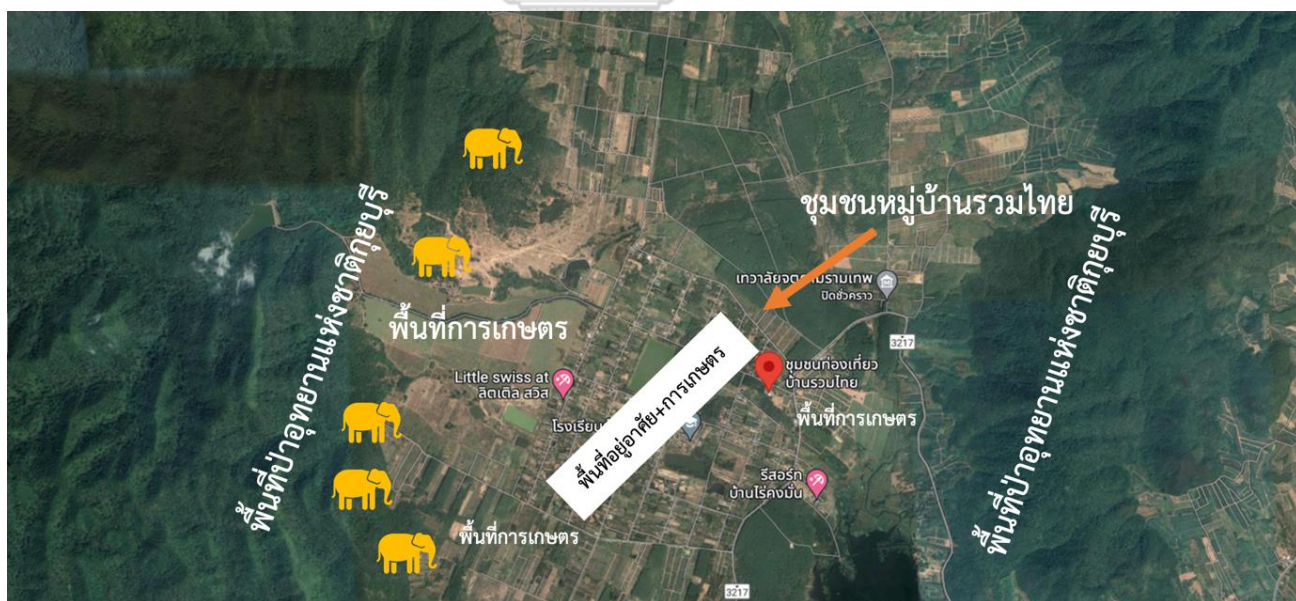 ชุมชนหมู่บ้านรวมไทย
พื้นที่ป่าอุทยานแห่งชาติกุยบุรี
พื้นที่ป่าอุทยานแห่งชาติกุยบุรี
ปิดชั่วคราว
พื้นที่การเกษตร
3217
พื้นที่อยู่อาศัย+การเกษตร
ชุมชนท่องเที่ยว
บ้านรวมไทย
Little swiss at
ลิตเติล สวิส
พื้นที่การเกษตร
โรงเรียน
รีสอร์ท
บ้านไร่คงมั่น
พื้นที่การเกษตร
3217